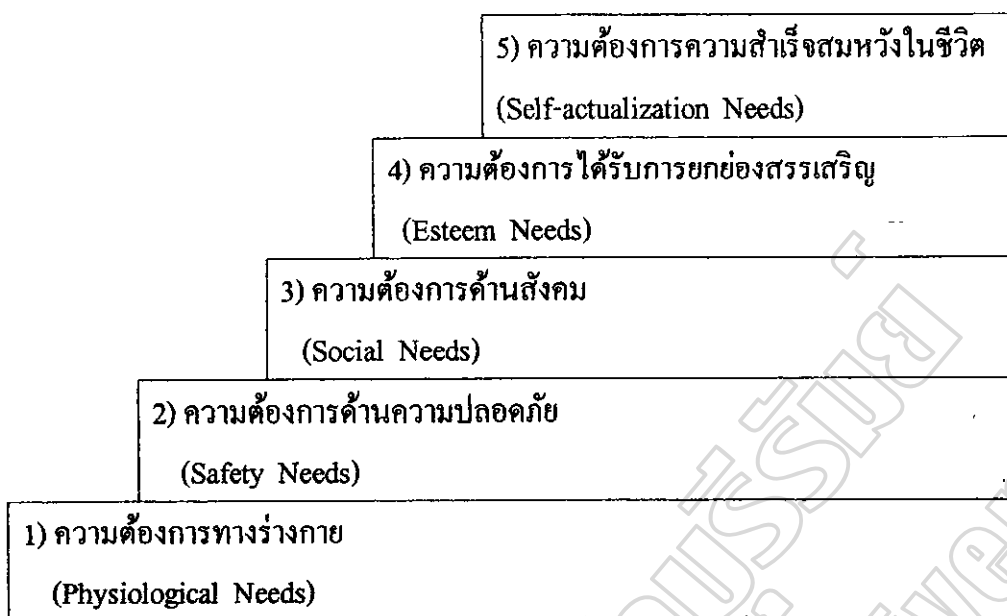 5) ความต้องการความสำเร็จสมหวังในชีวิต
(Self-actualization Needs)
4) ความต้องการได้รับการยกย่องสรรเสริญ
(Esteem Needs)
3) ความต้องการด้านสังคม
(Social Needs)
2) ความต้องการด้านความปลอดภัย
(Safety Needs)
1) ความต้องการทางร่างกาย
(Physiological Needs)